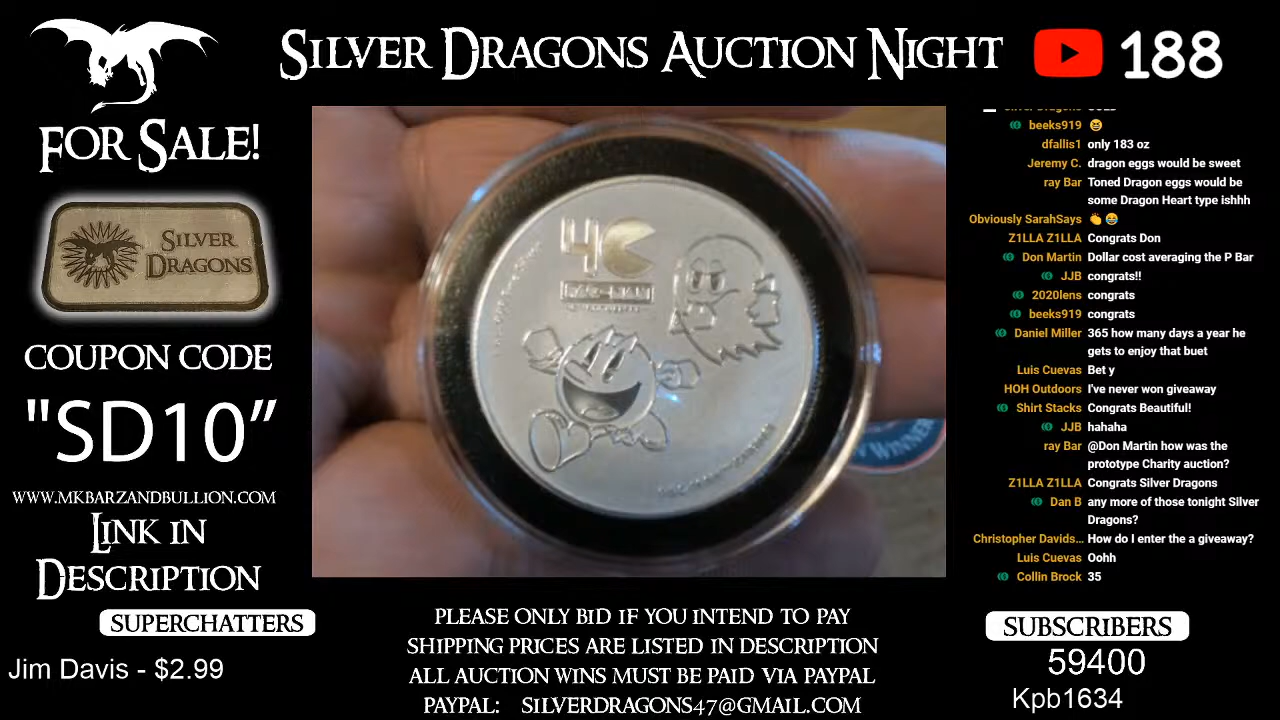 SILVER DRAGONS AUCTION NIGHT
188
FOR SALE!
SILVER
DRAGONS
COUPON CODE
"SD10”
WWW.MKBARZANDBULLION.COM
LINK IN
DESCRIPTION
SUPERCHATTERS
Jim Davis - $2.99
40
PAC-MAN
WINNER
PLEASE ONLY BID IF YOU INTEND TO PAY
SHIPPING PRICES ARE LISTED IN DESCRIPTION
ALL AUCTION WINS MUST BE PAID VIA PAYPAL
PAYPAL: SILVERDRAGONS47@GMAIL.COM
beeks919 😆
dfallis1 only 183 oz
Jeremy C. dragon eggs would be sweet
ray Bar Toned Dragon eggs would be
some Dragon Heart type ishhh
Obviously SarahSays 👏😂
Z1LLA Z1LLA Congrats Don
Don Martin Dollar cost averaging the P Bar
JJB congrats!!
2020lens congrats
beeks919 congrats
Daniel Miller 365 how many days a year he
gets to enjoy that buet
Luis Cuevas Bet y
HOH Outdoors I've never won giveaway
Shirt Stacks Congrats Beautiful!
JJB hahaha
ray Bar @Don Martin how was the
prototype Charity auction?
Z1LLA Z1LLA Congrats Silver Dragons
Dan B any more of those tonight Silver
Dragons?
Christopher Davids… How do I enter the a giveaway?
Luis Cuevas Oohh
Collin Brock 35
SUBSCRIBERS
59400
Kpb1634